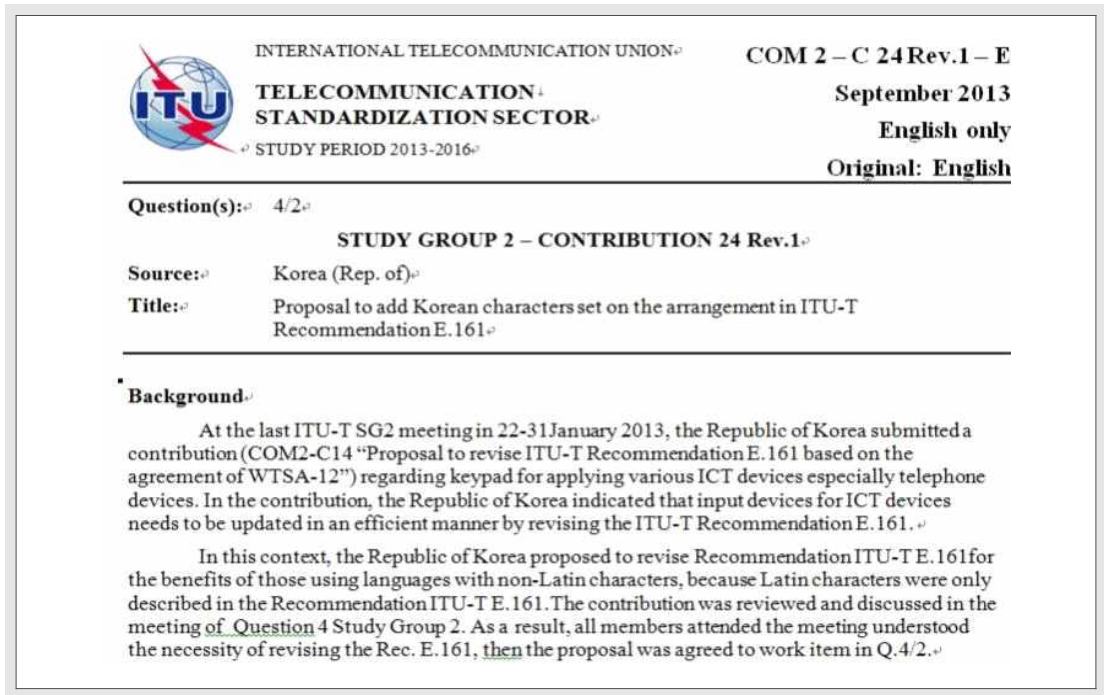 INTERNATIONAL TELECOMMUNICATION UNION
COM 2 – C 24 Rev.1 – E
ITU
TELECOMMUNICATION
STANDARDIZATION SECTOR
September 2013
English only
STUDY PERIOD 2013-2016
Original: English
Question(s): 4/2
STUDY GROUP 2 – CONTRIBUTION 24 Rev.1
Source: Korea (Rep. of)
Title: Proposal to add Korean characters set on the arrangement in ITU-T
Recommendation E.161
Background
At the last ITU-T SG2 meeting in 22-31January 2013, the Republic of Korea submitted a
contribution (COM2-C14 “Proposal to revise ITU-T Recommendation E.161 based on the
agreement of WTSA-12”) regarding keypad for applying various ICT devices especially telephone
devices. In the contribution, the Republic of Korea indicated that input devices for ICT devices
needs to be updated in an efficient manner by revising the ITU-T Recommendation E.161.
In this context, the Republic of Korea proposed to revise Recommendation ITU-T E.161for
the benefits of those using languages with non-Latin characters, because Latin characters were only
described in the Recommendation ITU-T E.161.The contribution was reviewed and discussed in the
meeting of Question 4 Study Group 2. As a result, all members attended the meeting understood
the necessity of revising the Rec. E.161, then the proposal was agreed to work item in Q.4/2.